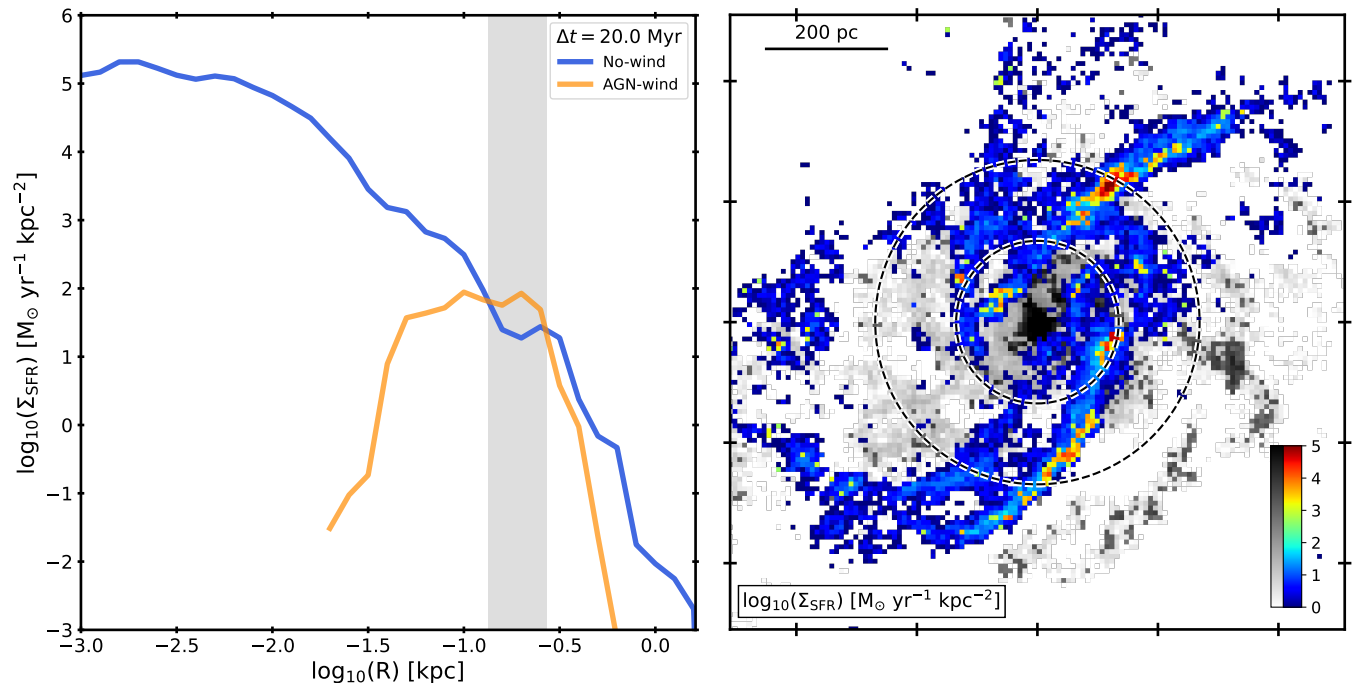 6
5
4
3
2
1
0
−1
−2
−3
log₁₀(Σ_SFR) [M⊙ yr⁻¹ kpc⁻²]
−3.0 −2.5 −2.0 −1.5 −1.0 −0.5 0.0
log₁₀(R) [kpc]
Δt = 20.0 Myr
No-wind
AGN-wind
200 pc
5
4
3
2
1
0
log₁₀(Σ_SFR) [M⊙ yr⁻¹ kpc⁻²]